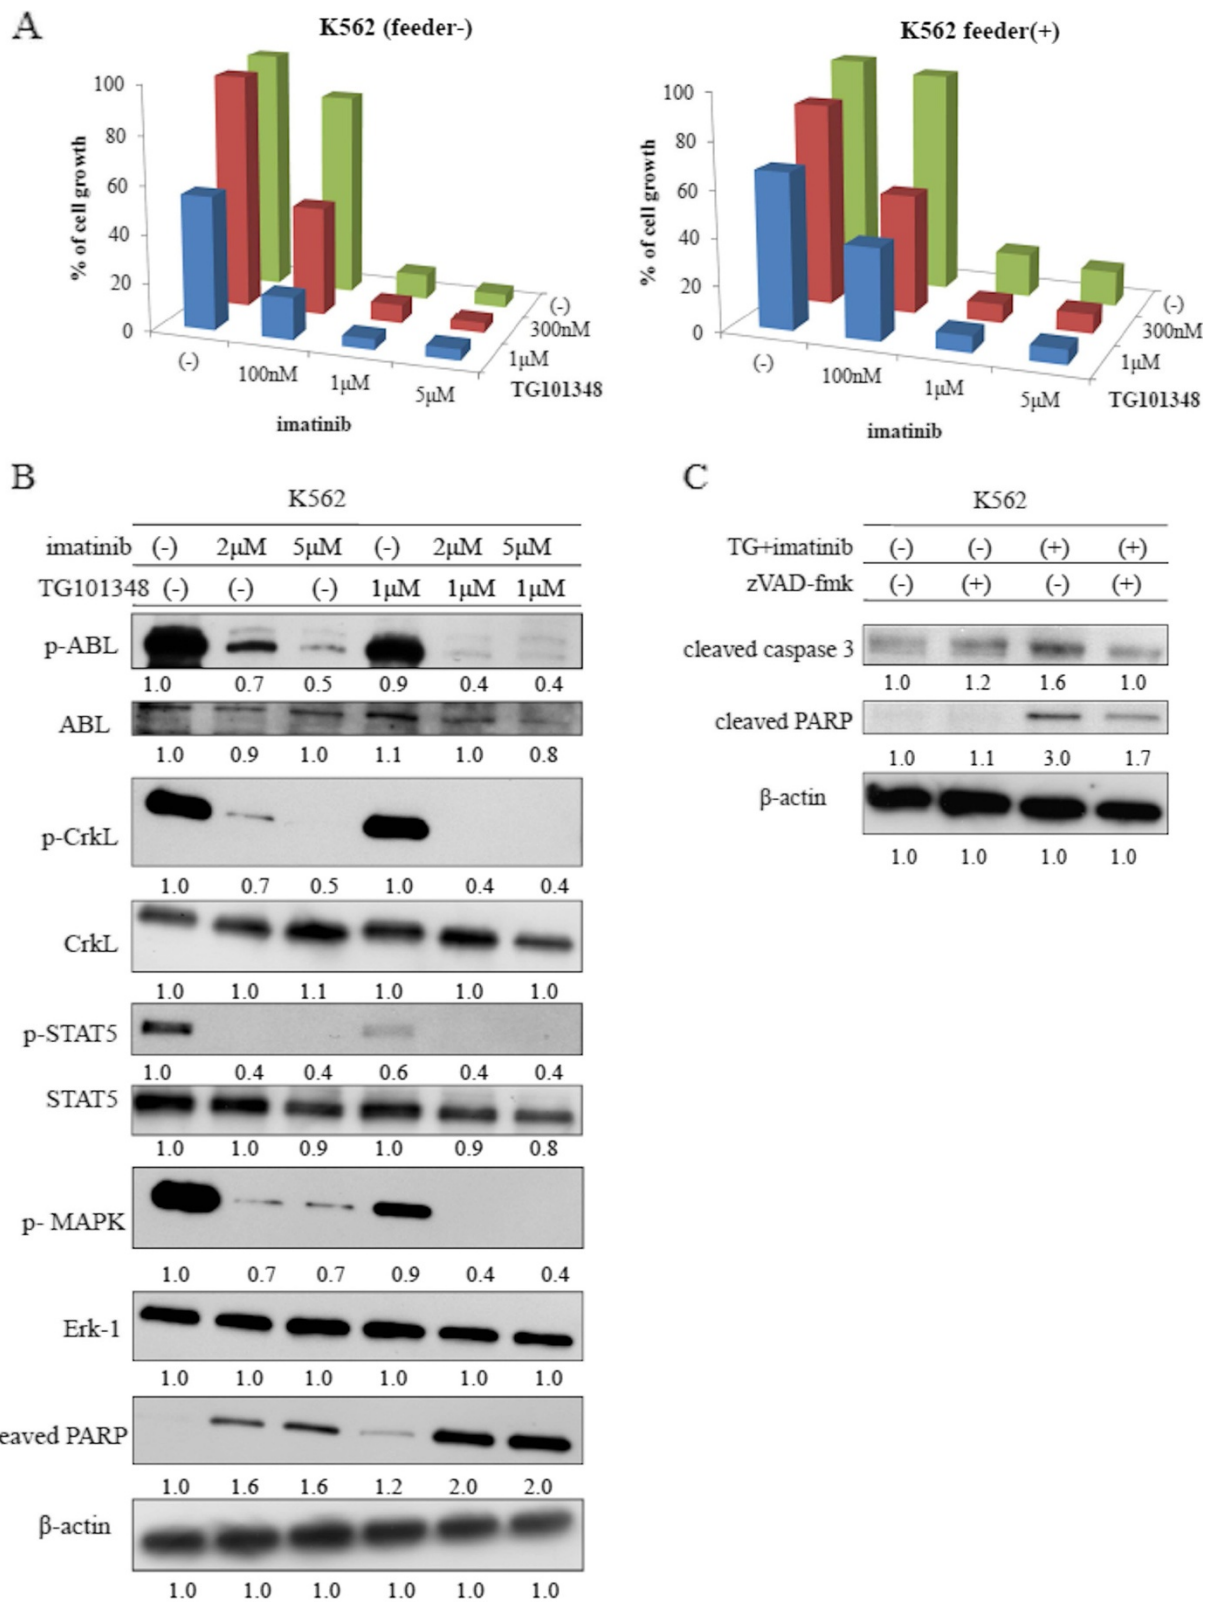 A
K562 (feeder-)
% of cell growth
100
80
60
40
20
0
(-)
100nM
1μM
5μM
imatinib
(-)
300nM
1μM
TG101348
K562 feeder(+)
% of cell growth
100
80
60
40
20
0
(-)
100nM
1μM
5μM
imatinib
(-)
300nM
1μM
TG101348
B
K562
imatinib (-) 2μM 5μM (-) 2μM 5μM
TG101348 (-) (-) (-) 1μM 1μM 1μM
p-ABL
1.0 0.7 0.5 0.9 0.4 0.4
ABL
1.0 0.9 1.0 1.1 1.0 0.8
p-CrkL
1.0 0.7 0.5 1.0 0.4 0.4
CrkL
1.0 1.0 1.1 1.0 1.0 1.0
p-STAT5
1.0 0.4 0.4 0.6 0.4 0.4
STAT5
1.0 1.0 0.9 1.0 0.9 0.8
p- MAPK
1.0 0.7 0.7 0.9 0.4 0.4
Erk-1
1.0 1.0 1.0 1.0 1.0 1.0
eaved PARP
1.0 1.6 1.6 1.2 2.0 2.0
β-actin
1.0 1.0 1.0 1.0 1.0 1.0
C
K562
TG+imatinib (-) (-) (+) (+)
zVAD-fmk (-) (+) (-) (+)
cleaved caspase 3
1.0 1.2 1.6 1.0
cleaved PARP
1.0 1.1 3.0 1.7
β-actin
1.0 1.0 1.0 1.0